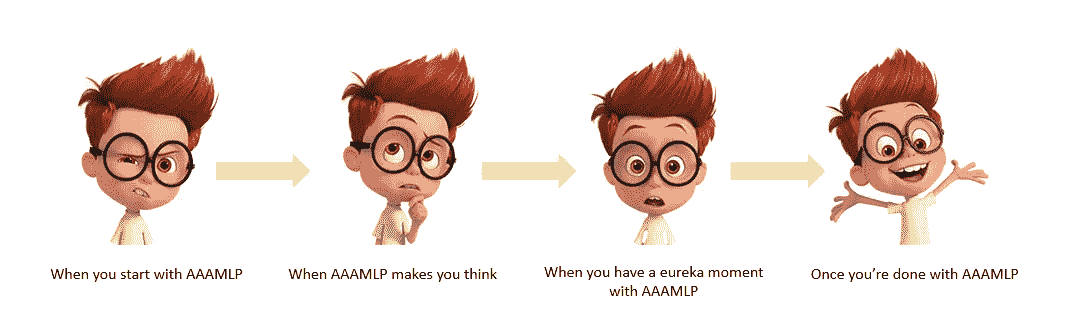 When you start with AAAMLP
When AAAMLP makes you think
When you have a eureka moment
with AAAMLP
Once you’re done with AAAMLP